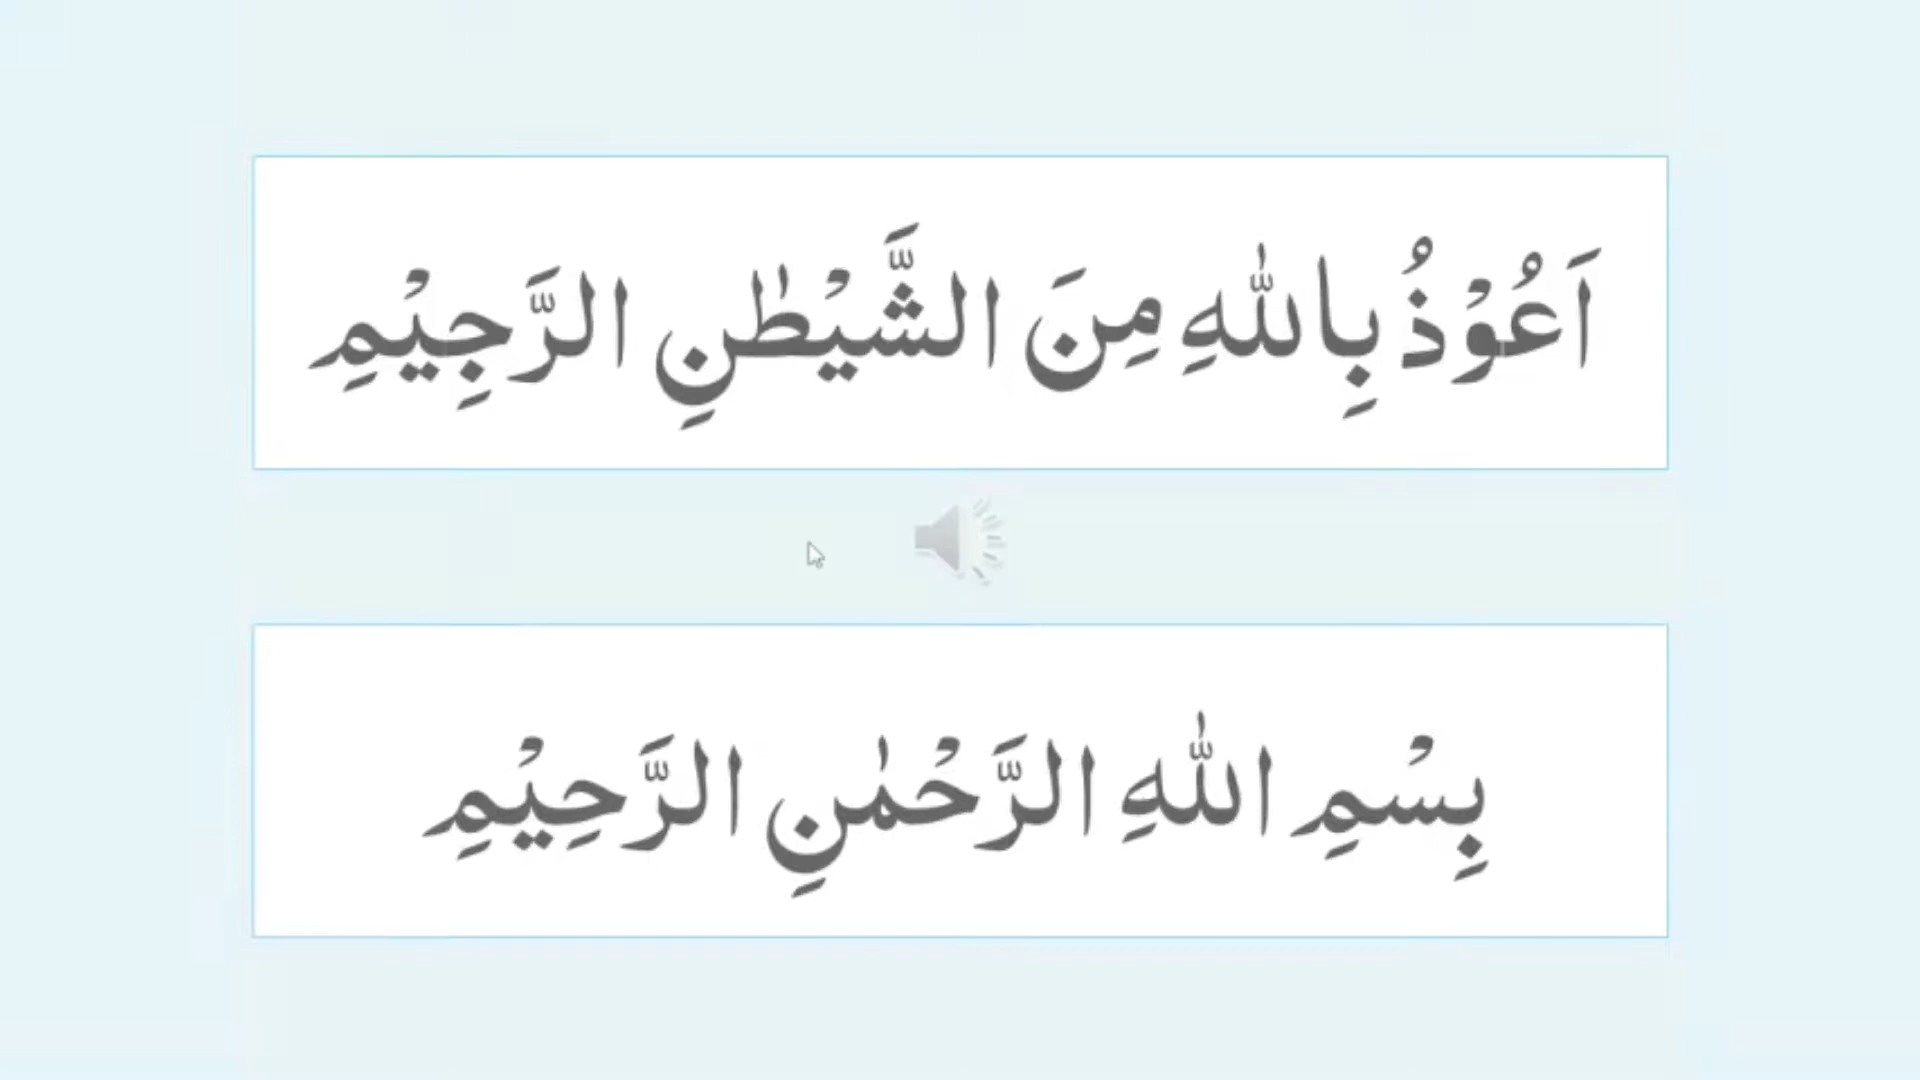 اَعُوْذُ بِاللّٰهِ مِنَ الشَّيْطٰنِ الرَّجِيْمِ
بِسْمِ اللّٰهِ الرَّحْمٰنِ الرَّحِيْمِ